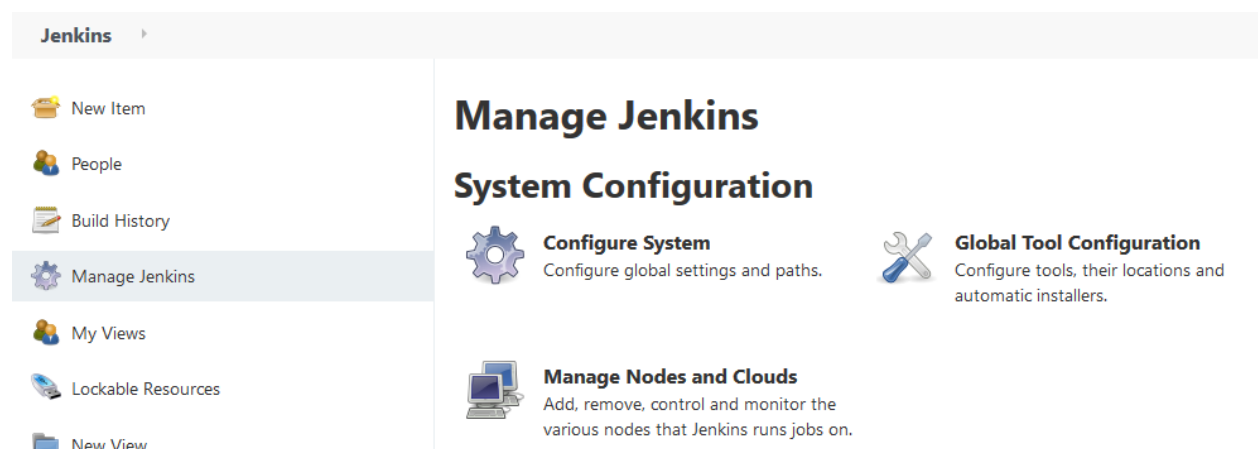 Jenkins
New Item
People
Build History
Manage Jenkins
My Views
Lockable Resources
New View
Manage Jenkins
System Configuration
Configure System
Configure global settings and paths.
Global Tool Configuration
Configure tools, their locations and
automatic installers.
Manage Nodes and Clouds
Add, remove, control and monitor the
various nodes that Jenkins runs jobs on.